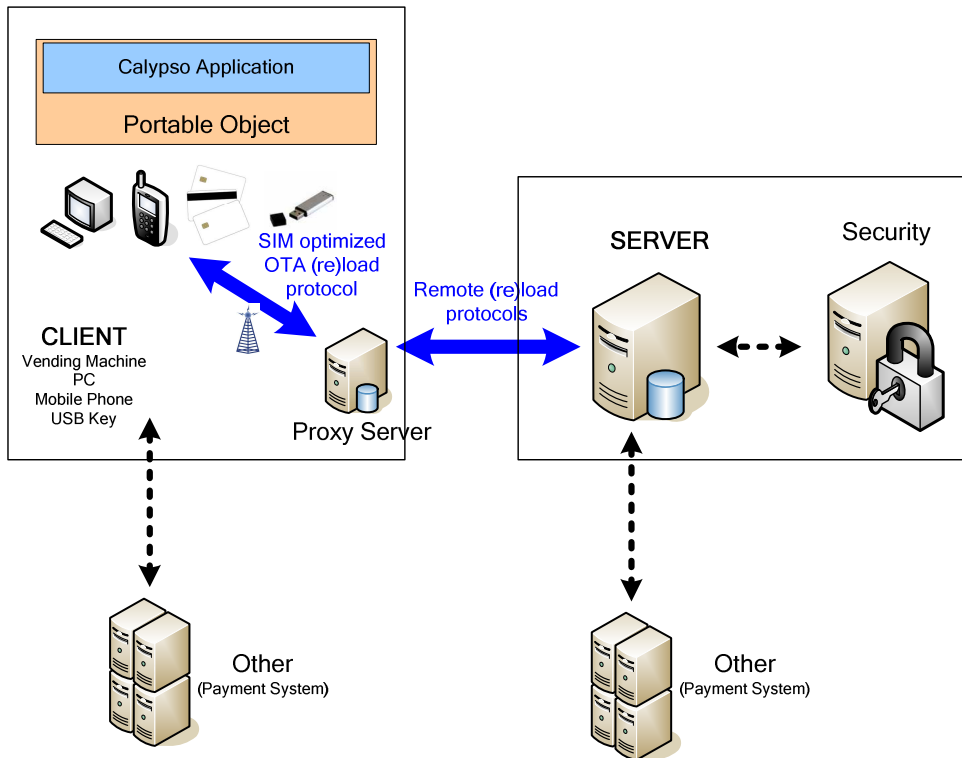 Calypso Application
Portable Object
SIM optimized
OTA (re)load
protocol
CLIENT
Vending Machine
PC
Mobile Phone
USB Key
Proxy Server
Remote (re)load
protocols
SERVER
Security
Other
(Payment System)
Other
(Payment System)